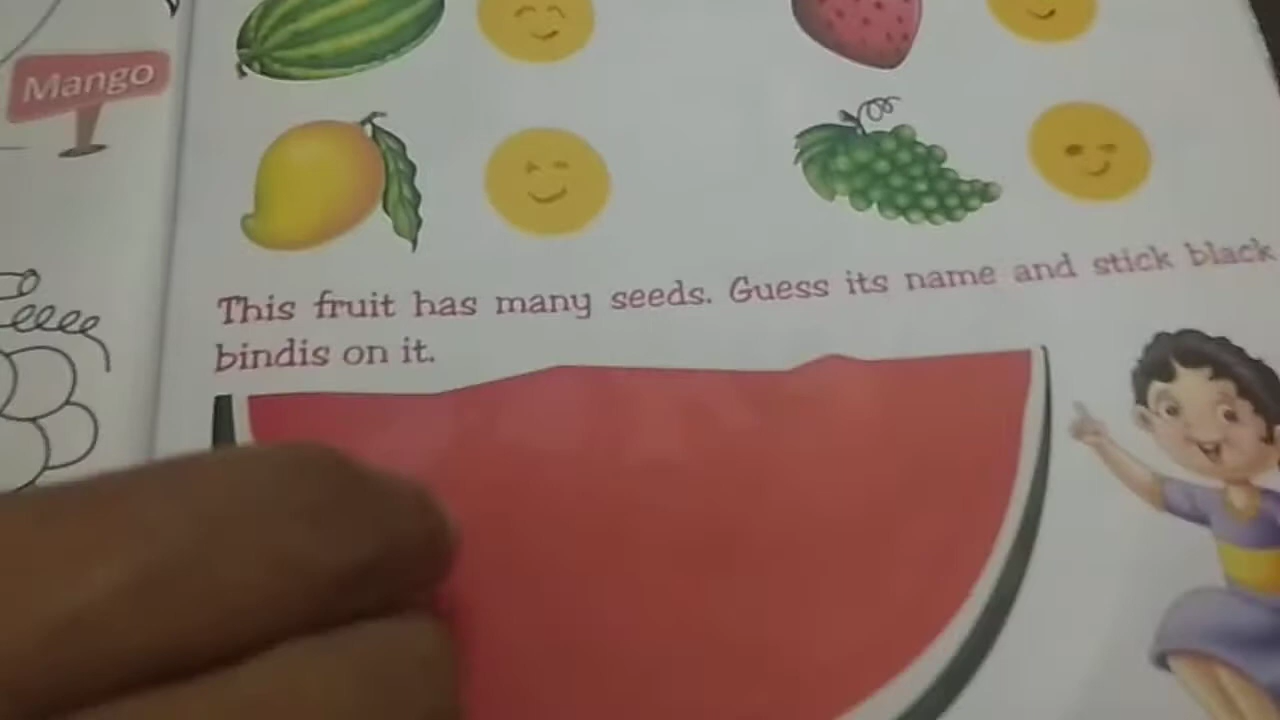 Mango
This fruit has many seeds. Guess its name and stick black
bindis on it.